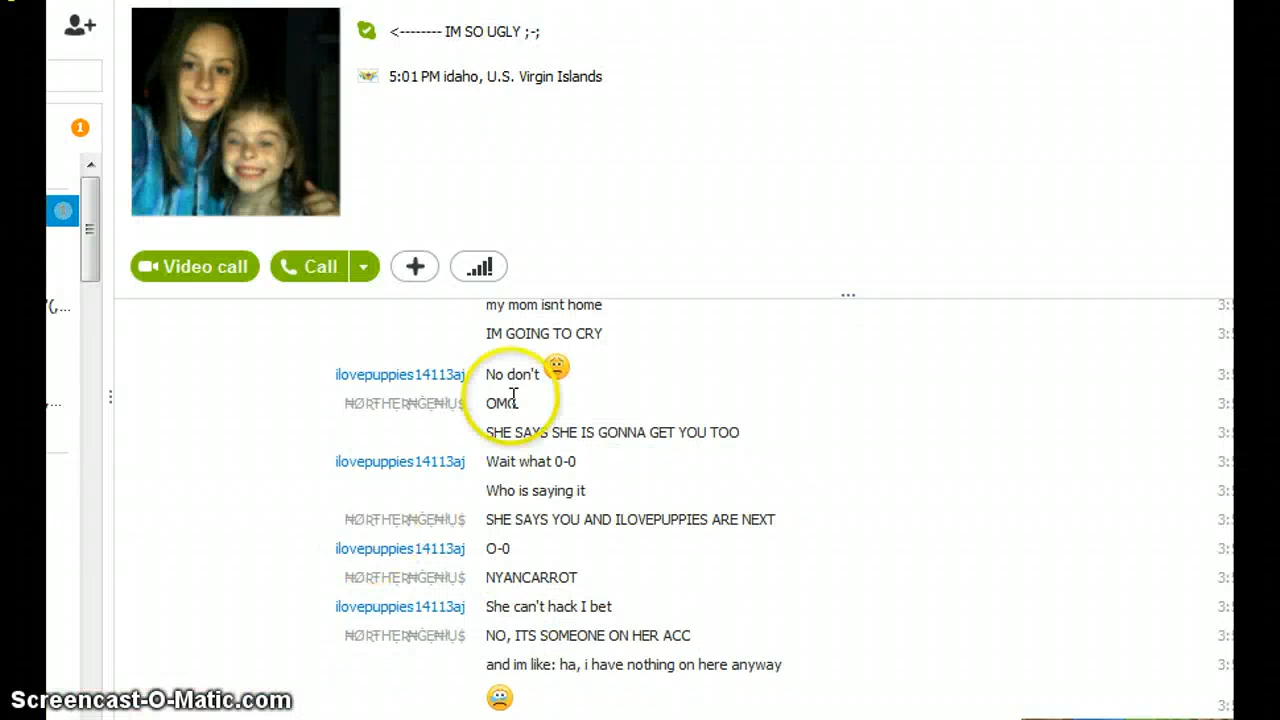 <-------- IM SO UGLY ;-;
5:01 PM idaho, U.S. Virgin Islands
1
Video call
Call
my mom isnt home
IM GOING TO CRY
ilovepuppies14113aj No don't
OMG
SHE SAYS SHE IS GONNA GET YOU TOO
ilovepuppies14113aj Wait what 0-0
Who is saying it
SHE SAYS YOU AND ILOVEPUPPIES ARE NEXT
ilovepuppies14113aj O-0
NYANCARROT
ilovepuppies14113aj She can't hack I bet
NO, ITS SOMEONE ON HER ACC
and im like: ha, i have nothing on here anyway
Screencast-O-Matic.com